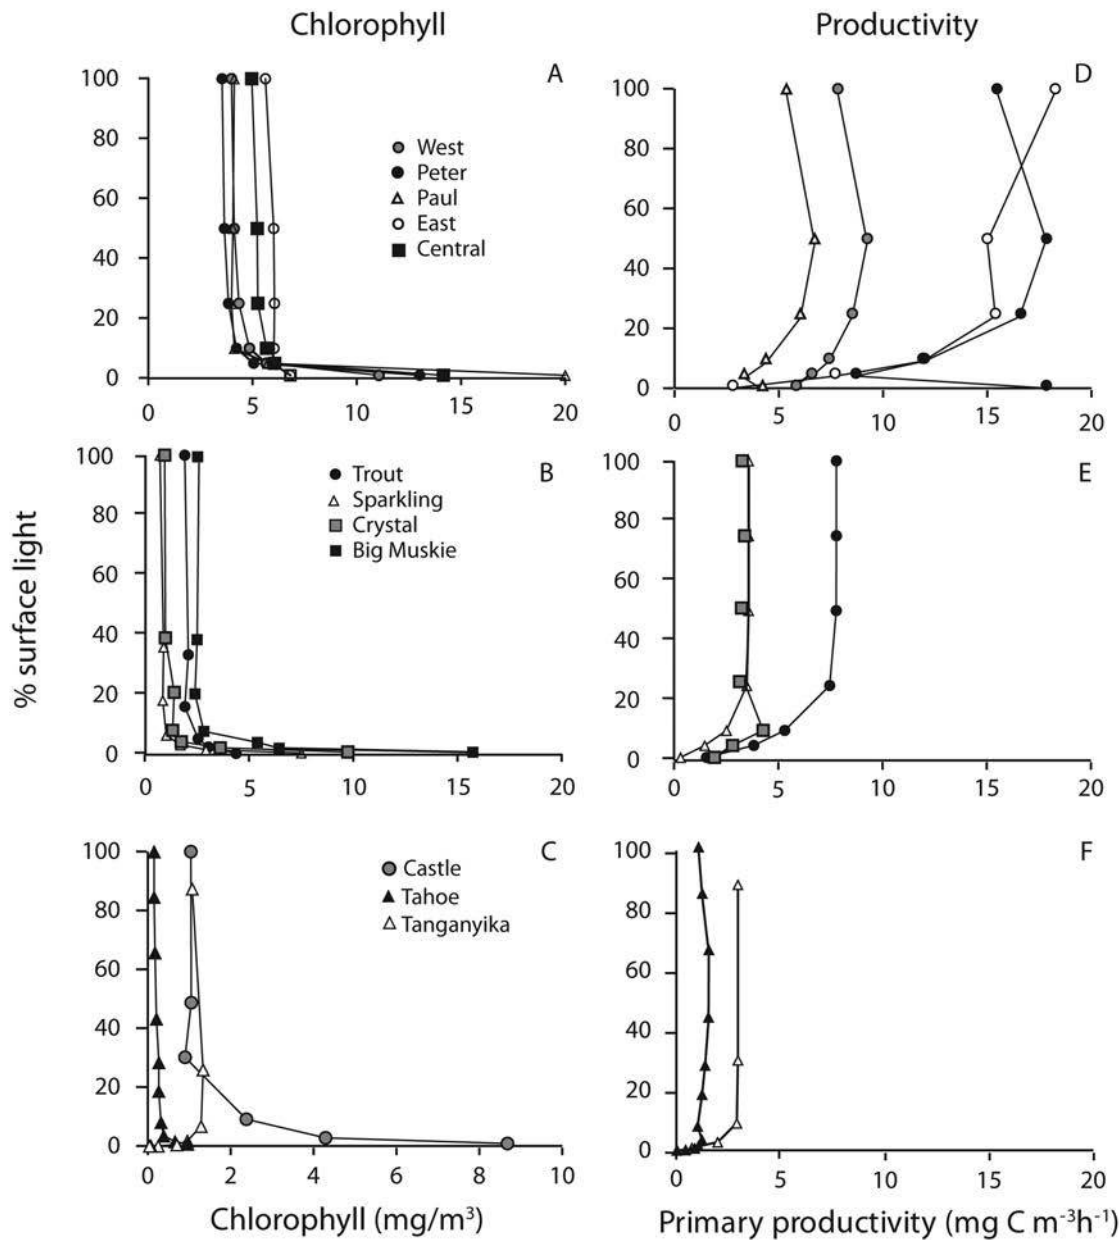 Chlorophyll
Productivity
% surface light
A
100
80
60
40
20
0
West
Peter
Paul
East
Central
0 5 10 15 20
D
100
80
60
40
20
0
0 5 10 15 20
B
100
80
60
40
20
0
Trout
Sparkling
Crystal
Big Muskie
0 5 10 15 20
E
100
80
60
40
20
0
0 5 10 15 20
C
100
80
60
40
20
0
Castle
Tahoe
Tanganyika
0 2 4 6 8 10
Chlorophyll (mg/m³)
F
100
80
60
40
20
0
0 5 10 15 20
Primary productivity (mg C m⁻³h⁻¹)